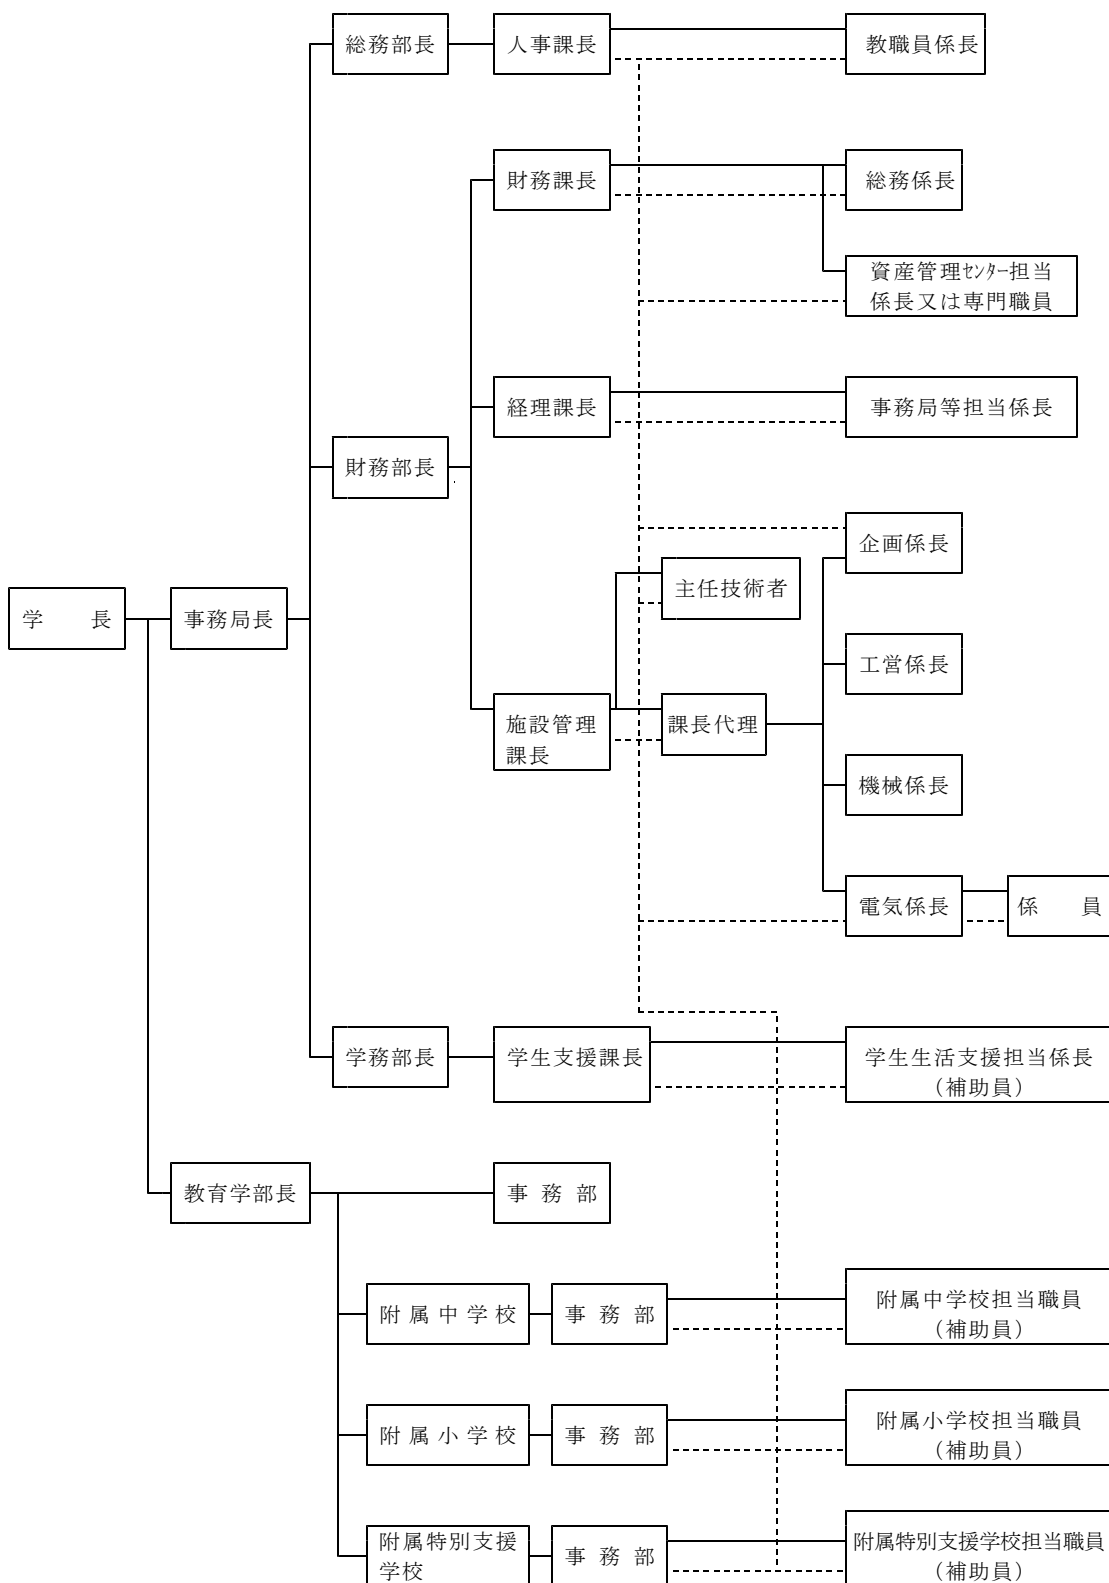 総務部長
人事課長
教職員係長
財務課長
総務係長
資産管理ｾﾝﾀｰ担当
係長又は専門職員
経理課長
事務局等担当係長
財務部長
企画係長
主任技術者
学　　長
事務局長
工営係長
施設管理
課長
課長代理
機械係長
電気係長
係　　員
学務部長
学生支援課長
学生生活支援担当係長
（補助員）
教育学部長
事 務 部
附 属 中 学 校
事 務 部
附属中学校担当職員
（補助員）
附 属 小 学 校
事 務 部
附属小学校担当職員
（補助員）
附属特別支援
学校
事 務 部
附属特別支援学校担当職員
（補助員）